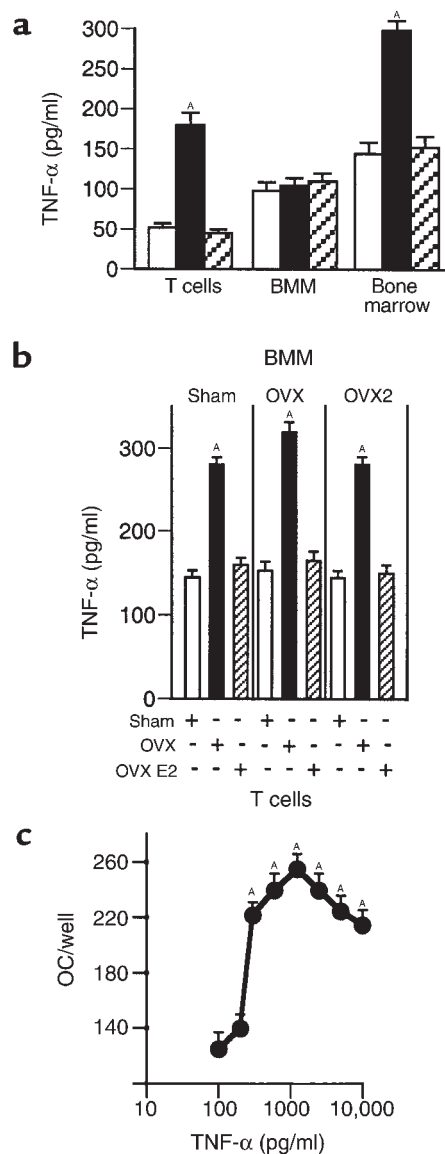 a
A
A
300
250
200
150
100
50
0
TNF-α (pg/ml)
T cells
BMM
Bone
marrow
b
BMM
Sham
OVX
OVX2
A
A
A
300
150
0
TNF-α (pg/ml)
Sham + - - + - - + - -
OVX - + - - + - - + -
OVX E2 - - + - - + - - +
T cells
c
A A A A A A
260
220
180
140
OC/well
10 100 1000 10,000
TNF-α (pg/ml)